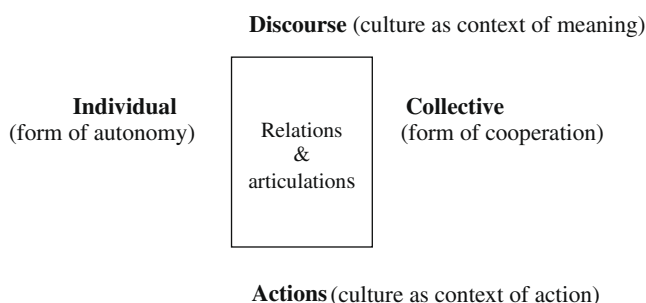 Discourse (culture as context of meaning)
Individual
(form of autonomy)
Relations
&
articulations
Collective
(form of cooperation)
Actions (culture as context of action)